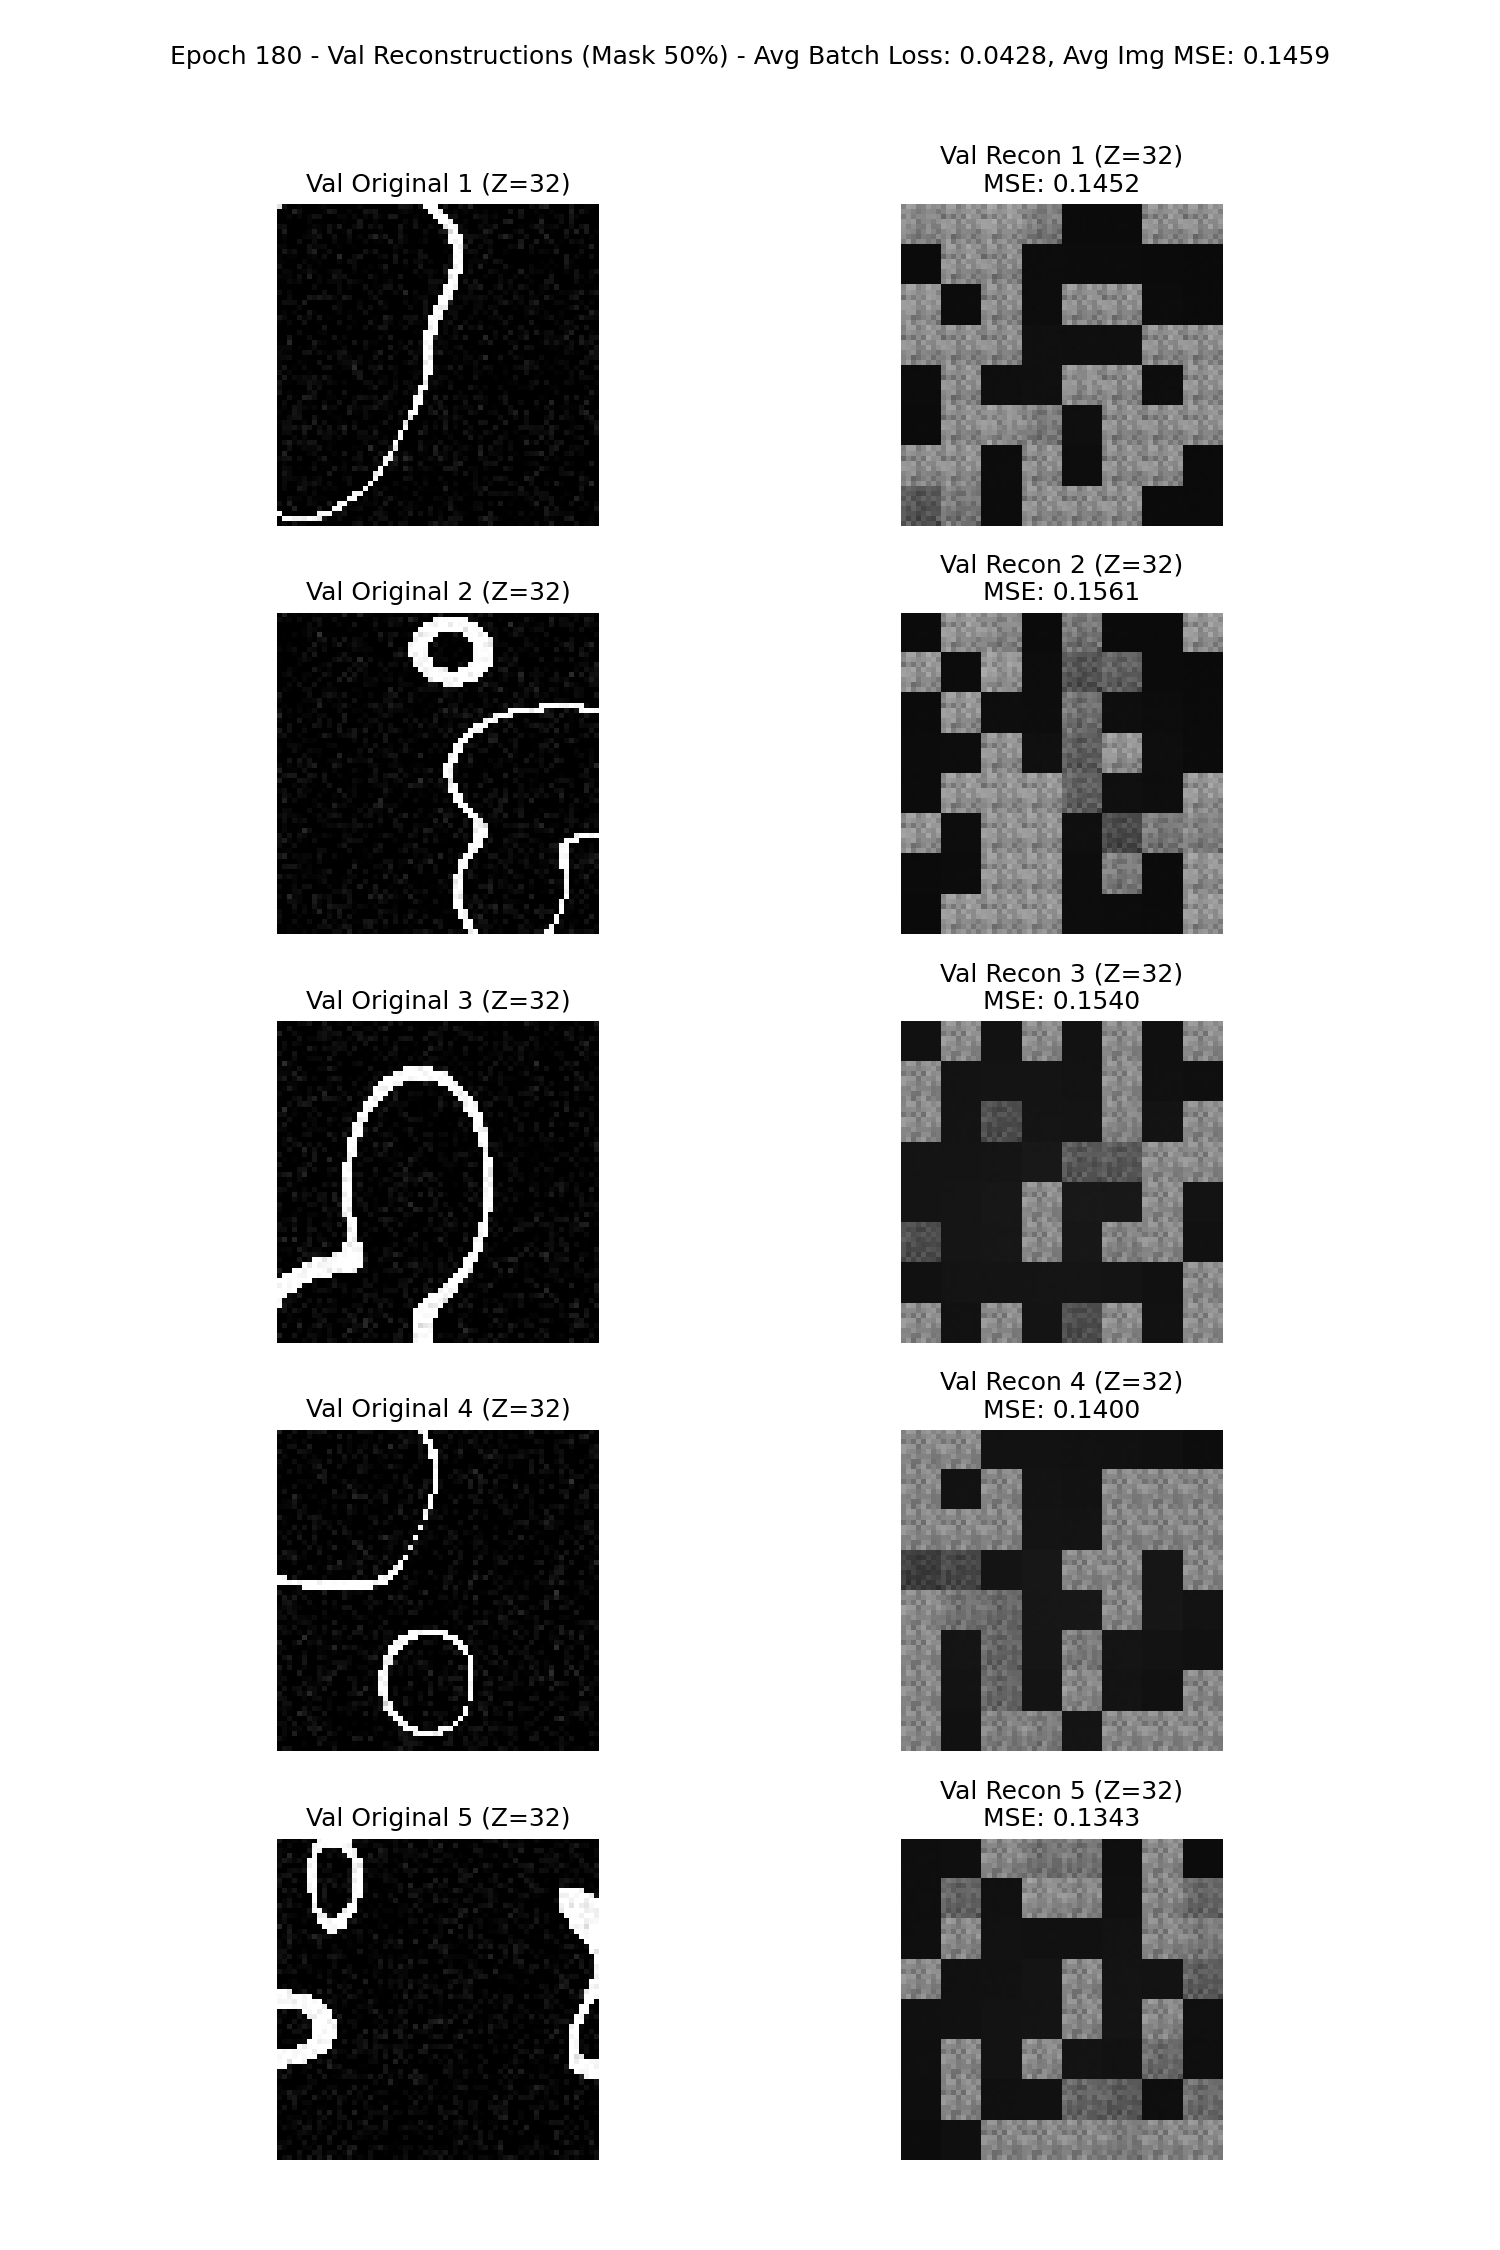 Epoch 180 - Val Reconstructions (Mask 50%) - Avg Batch Loss: 0.0428, Avg Img MSE: 0.1459
Val Original 1 (Z=32)
Val Recon 1 (Z=32)
MSE: 0.1452
Val Original 2 (Z=32)
Val Recon 2 (Z=32)
MSE: 0.1561
Val Original 3 (Z=32)
Val Recon 3 (Z=32)
MSE: 0.1540
Val Original 4 (Z=32)
Val Recon 4 (Z=32)
MSE: 0.1400
Val Original 5 (Z=32)
Val Recon 5 (Z=32)
MSE: 0.1343